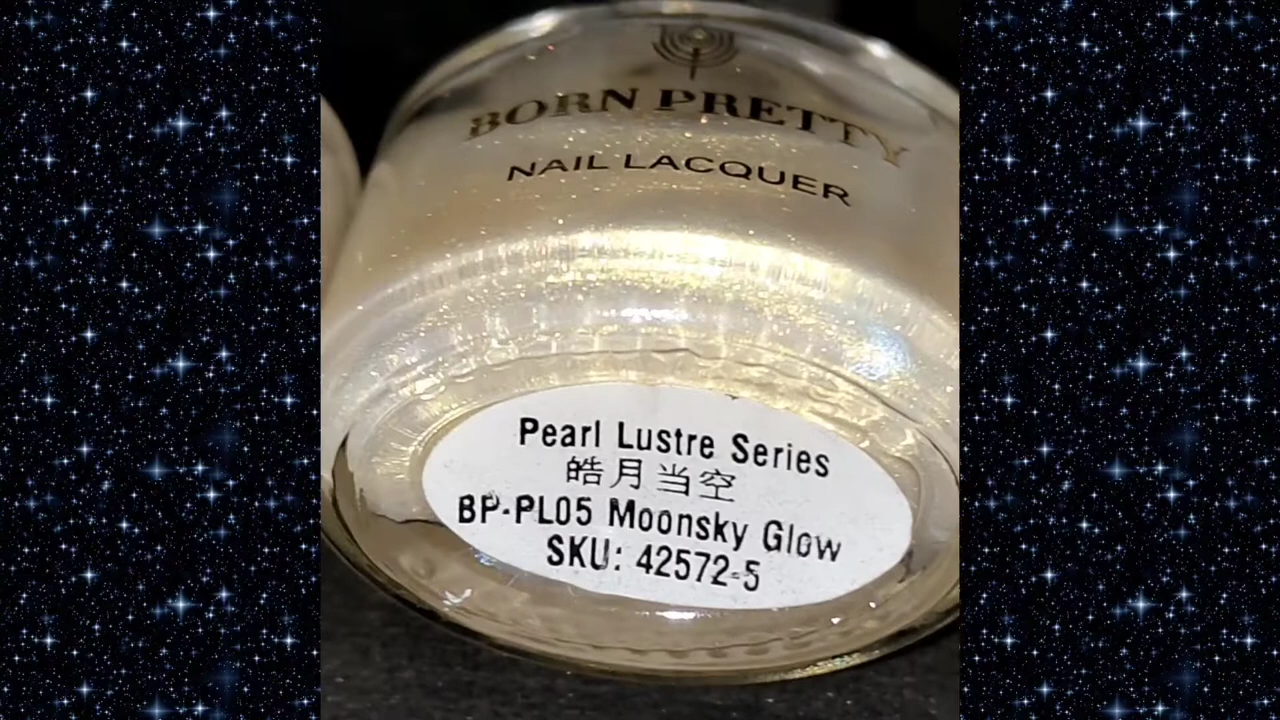 BORN PRETTY
NAIL LACQUER
Pearl Lustre Series
皓月当空
BP-PL05 Moonsky Glow
SKU: 42572-5